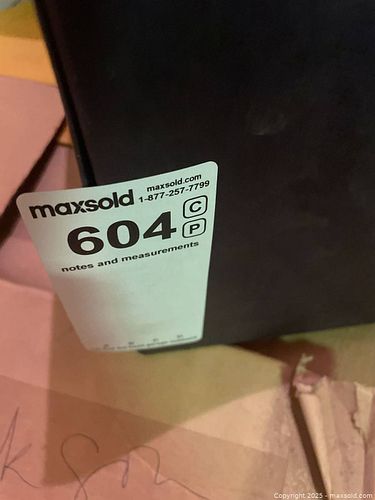 maxsold
maxsold.com
1-877-257-7799
604
C
P
notes and measurements
Copyright 2025 - maxsold.com